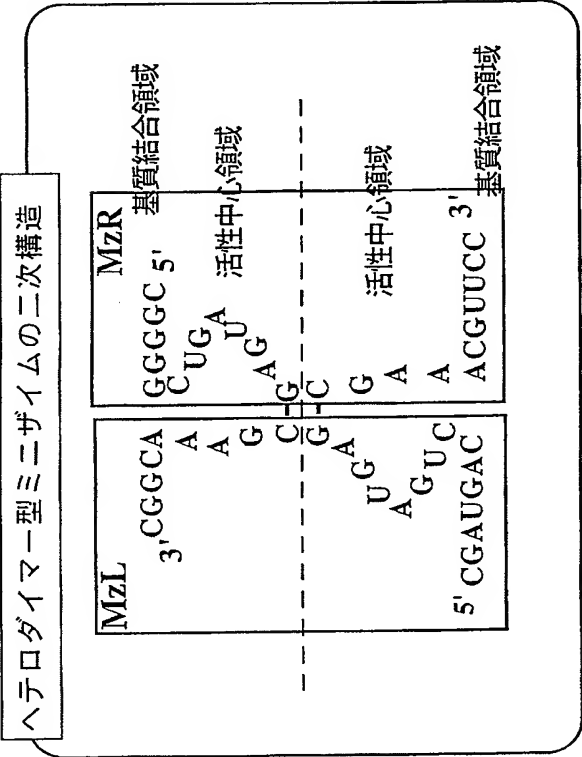 ヘテロダイマー型ミニザイムの二次構造
MzL
MzR
3' CGGCA
A
A
G
C
G
A
G
U
A
G
U
C
5' CGAUGAC
GGGGC 5'
C
U
G
A
U
G
A
G
C
G
A
A
ACGUUCC 3'
基質結合領域
活性中心領域
活性中心領域
基質結合領域